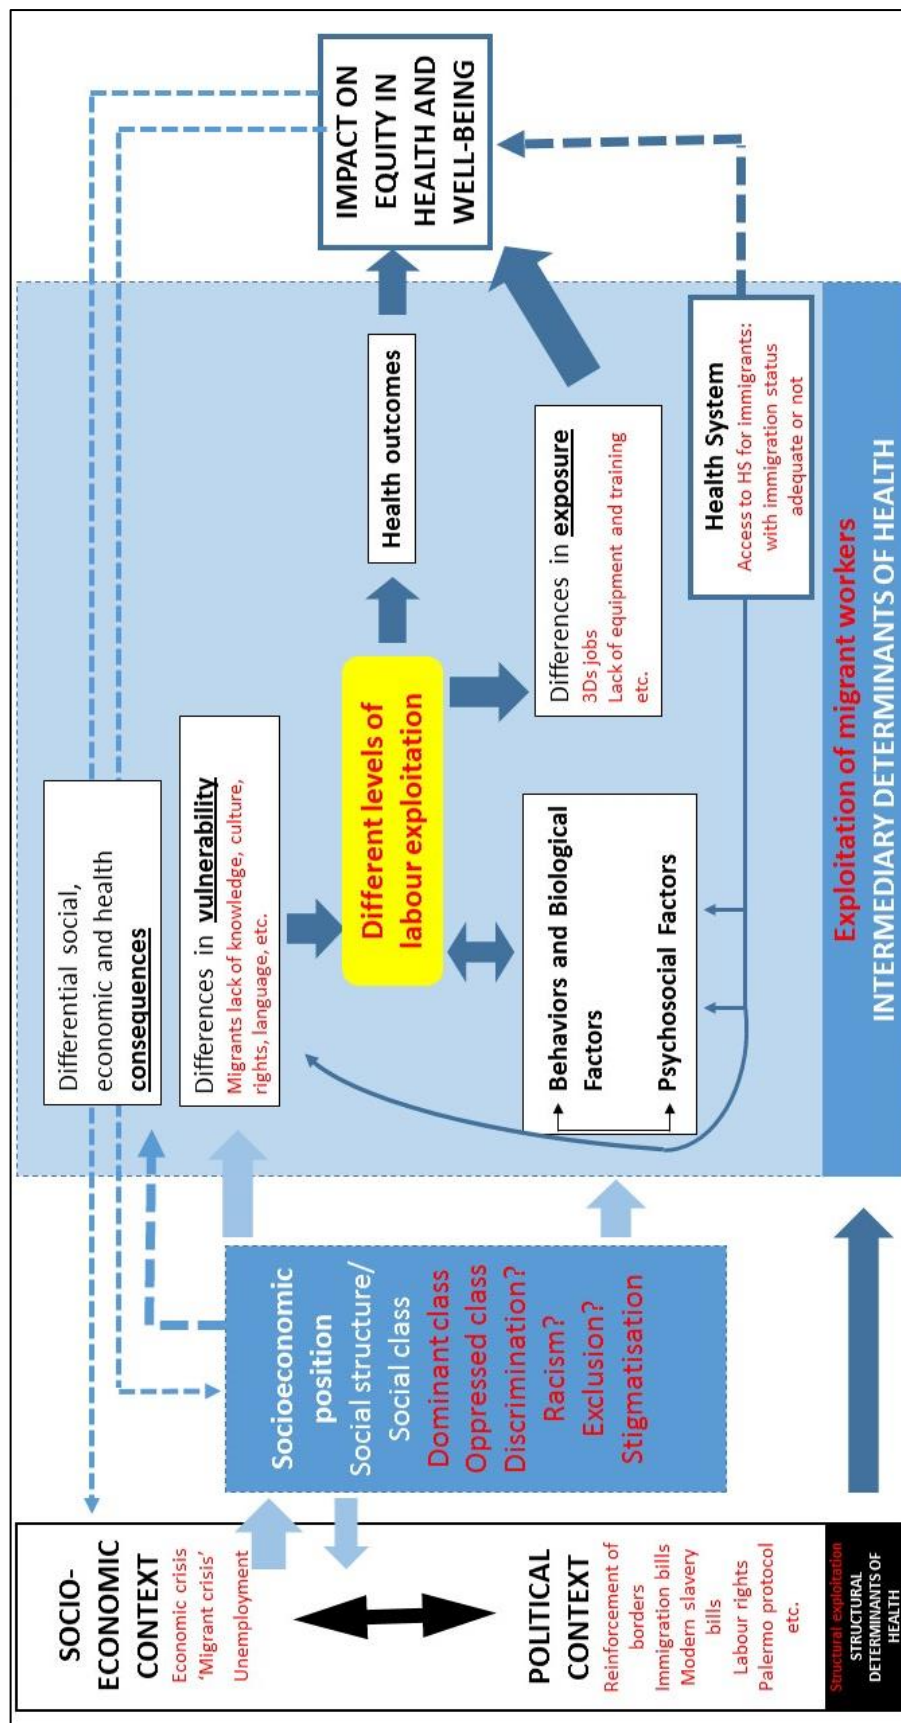 SOCIO-
ECONOMIC
CONTEXT
Economic crisis
‘Migrant crisis’
Unemployment
POLITICAL
CONTEXT
Reinforcement of
borders
Immigration bills
Modern slavery
bills
Labour rights
Palermo protocol
etc.
Structural exploitation
STRUCTURAL
DETERMINANTS OF
HEALTH
Socioeconomic
position
Social structure/
Social class
Dominant class
Oppressed class
Discrimination?
Racism?
Exclusion?
Stigmatisation
Differential social,
economic and health
consequences
Differences in vulnerability
Migrants lack of knowledge, culture,
rights, language, etc.
Different levels of
labour exploitation
Behaviors and Biological
Factors
Psychosocial Factors
Health outcomes
Differences in exposure
3Ds jobs
Lack of equipment and training
etc.
Health System
Access to HS for immigrants:
with immigration status
adequate or not
Exploitation of migrant workers
INTERMEDIARY DETERMINANTS OF HEALTH
IMPACT ON
EQUITY IN
HEALTH AND
WELL-BEING